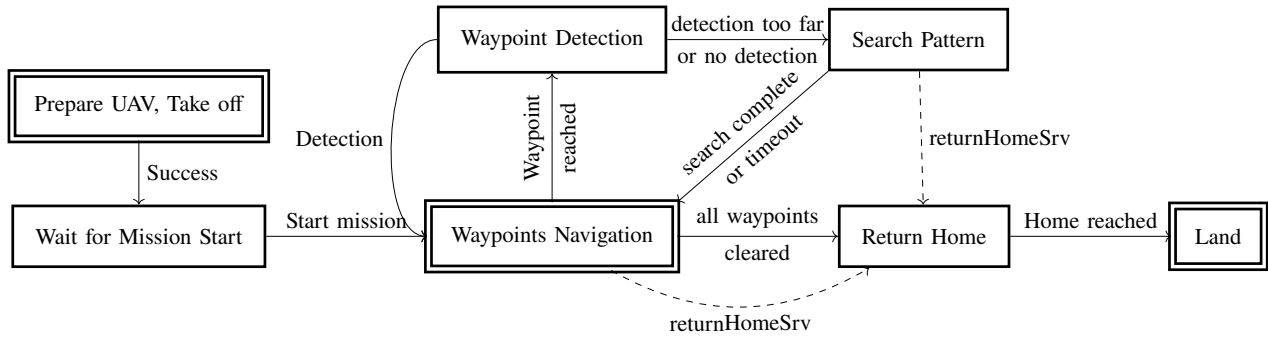 Waypoint Detection
detection too far
or no detection
Search Pattern
Prepare UAV, Take off
Detection
Waypoint
reached
search complete
or timeout
returnHomeSrv
Success
Wait for Mission Start
Start mission
Waypoints Navigation
all waypoints
cleared
Return Home
Home reached
Land
returnHomeSrv